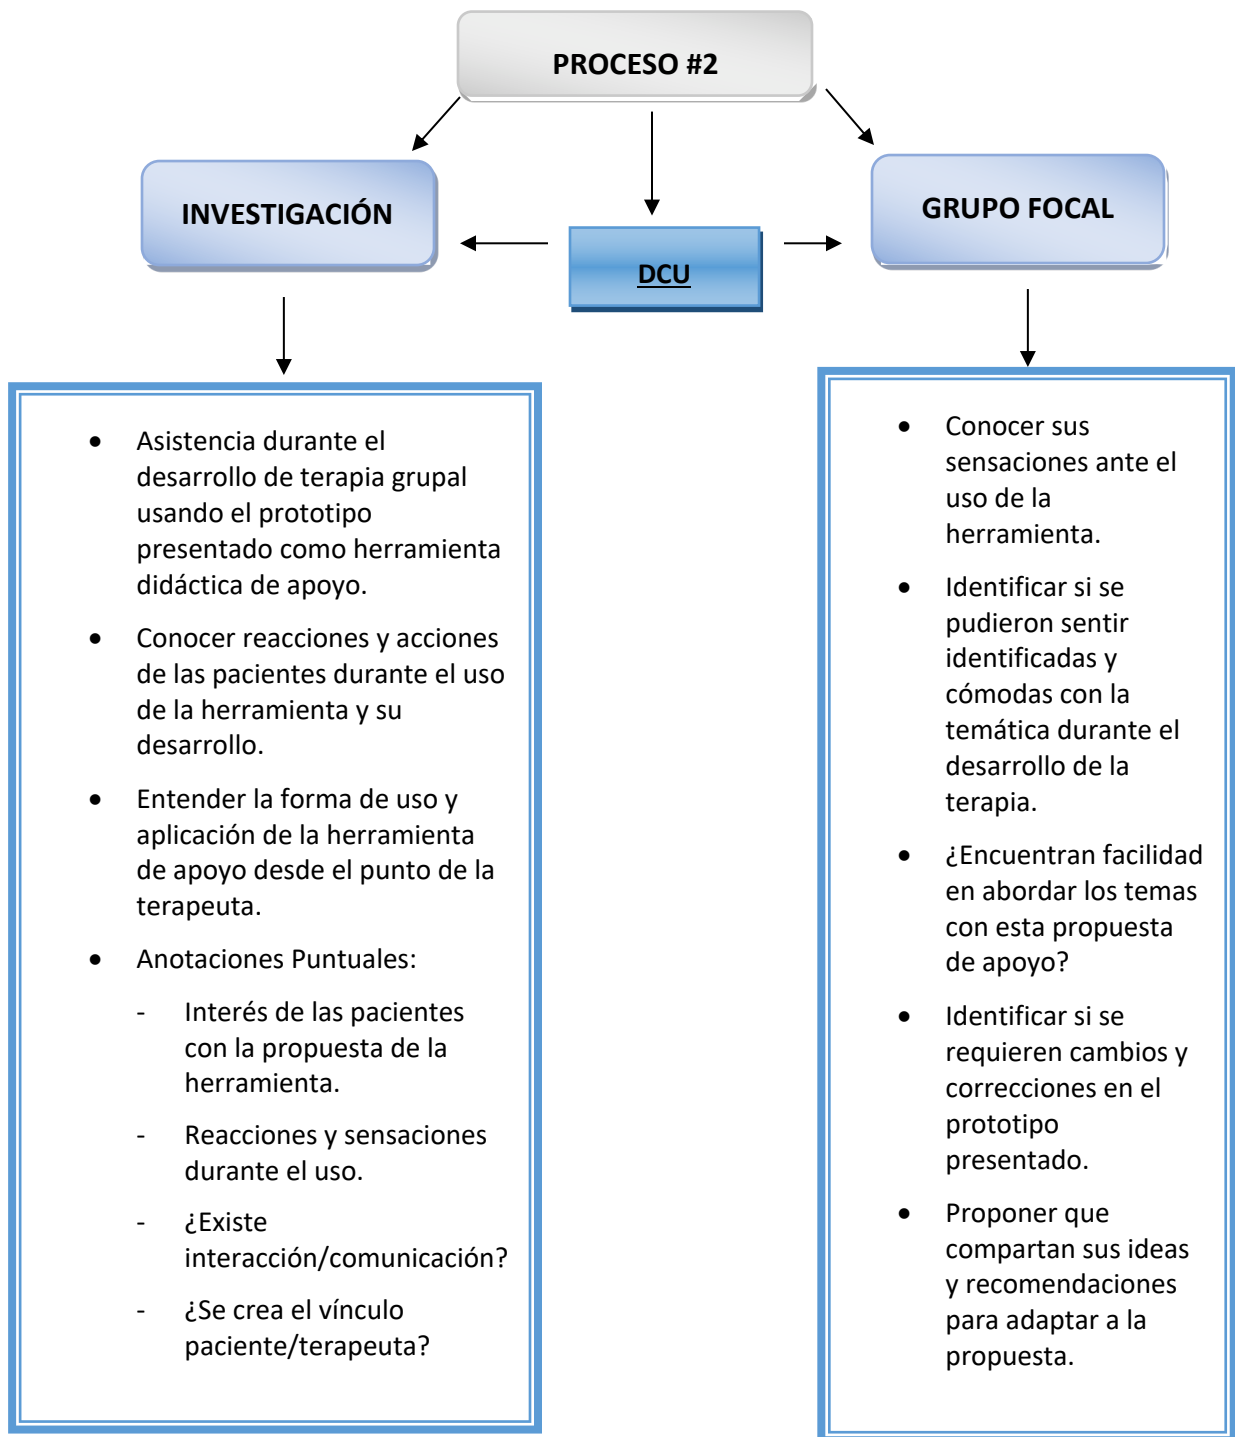 PROCESO #2
INVESTIGACIÓN
GRUPO FOCAL
DCU
• Asistencia durante el
desarrollo de terapia grupal
usando el prototipo
presentado como herramienta
didáctica de apoyo.
• Conocer reacciones y acciones
de las pacientes durante el uso
de la herramienta y su
desarrollo.
• Entender la forma de uso y
aplicación de la herramienta
de apoyo desde el punto de la
terapeuta.
• Anotaciones Puntuales:
- Interés de las pacientes
con la propuesta de la
herramienta.
- Reacciones y sensaciones
durante el uso.
- ¿Existe
interacción/comunicación?
- ¿Se crea el vínculo
paciente/terapeuta?
• Conocer sus
sensaciones ante el
uso de la
herramienta.
• Identificar si se
pudieron sentir
identificadas y
cómodas con la
temática durante el
desarrollo de la
terapia.
• ¿Encuentran facilidad
en abordar los temas
con esta propuesta
de apoyo?
• Identificar si se
requieren cambios y
correcciones en el
prototipo
presentado.
• Proponer que
compartan sus ideas
y recomendaciones
para adaptar a la
propuesta.